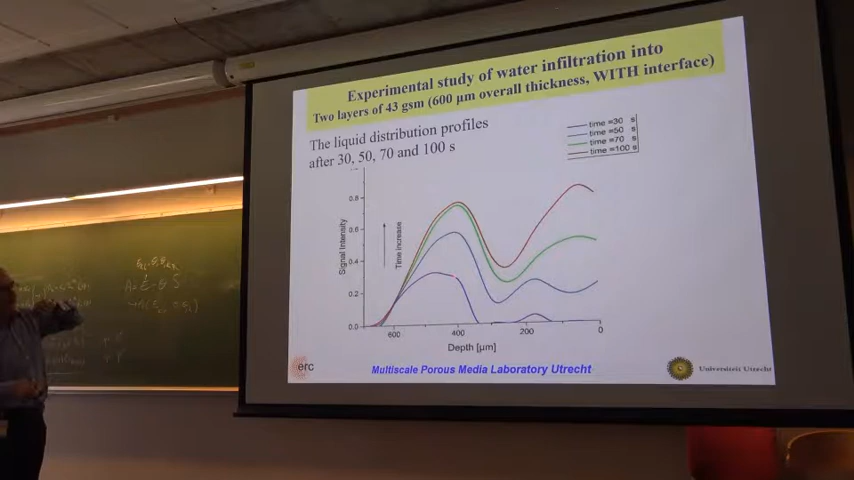 Experimental study of water infiltration into
Two layers of 43 gsm (600 µm overall thickness, WITH interface)
The liquid distribution profiles
after 30, 50, 70 and 100 s
time =30 s
time =50 s
time =70 s
time =100 s
Signal Intensity
0.8
0.6
0.4
0.2
0.0
Time increase
600
400
200
0
Depth [µm]
erc
Multiscale Porous Media Laboratory, Utrecht
Universiteit Utrecht